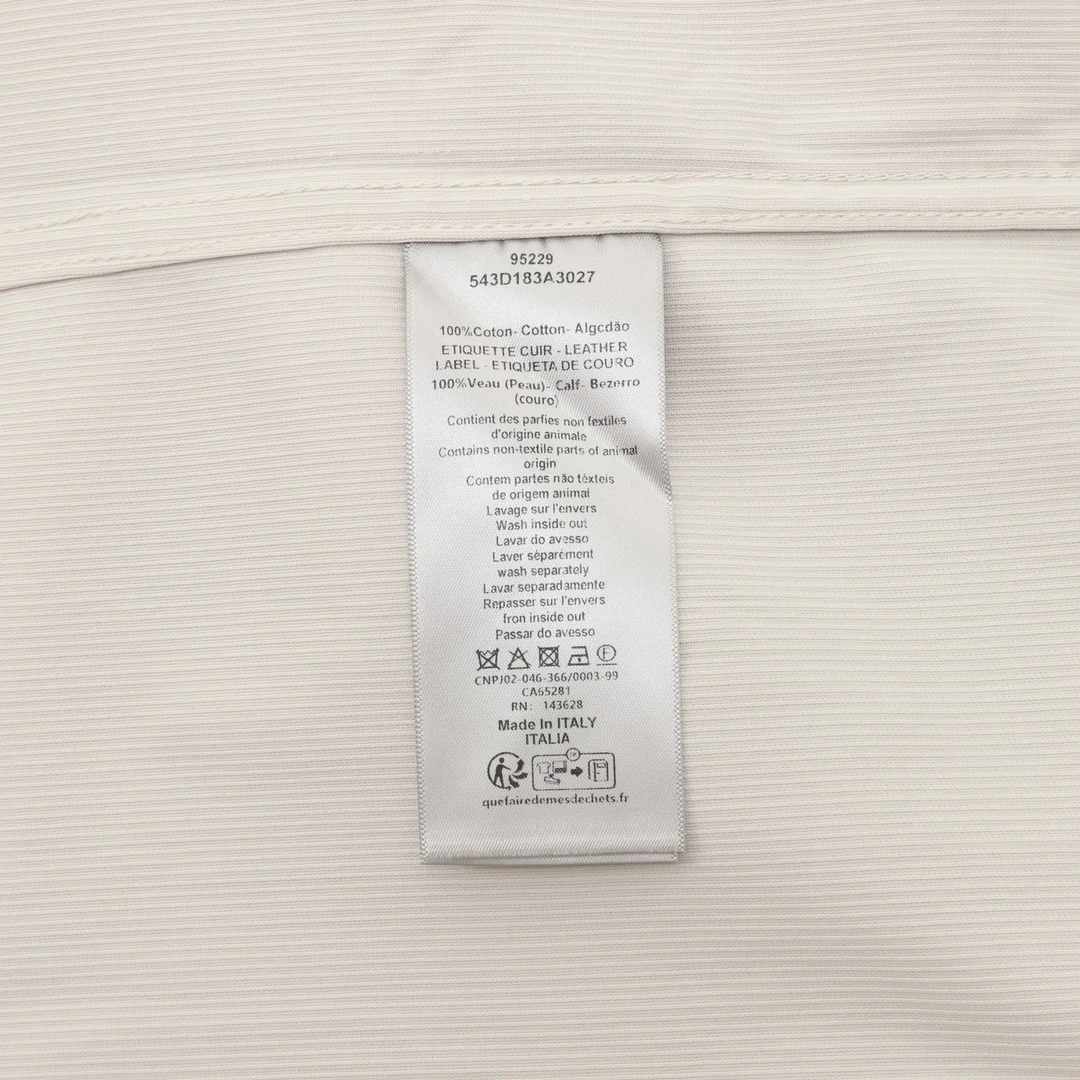 95229
543D183A3027
100%Coton- Cotton- Algcdão
ETIQUETTE CUIR - LEATHER
LABEL - ETIQUETA DE COURO
100%Veau (Peau)- Calf- Bezerro
(couro)
Contient des parfies non fextiles
d'origine animale
Contains non-textile parts of animal
origin
Contem partes não têxteis
de origem animal
Lavage sur l'envers
Wash inside out
Lavar do avesso
Laver séparément
wash separately
Lavar separadamente
Repasser sur l'envers
fron inside out
Passar do avesso
F
CNPJ02-046-366/0003-99
CA65281
RN: 143628
Made In ITALY
ITALIA
quefairedemesdechets.fr